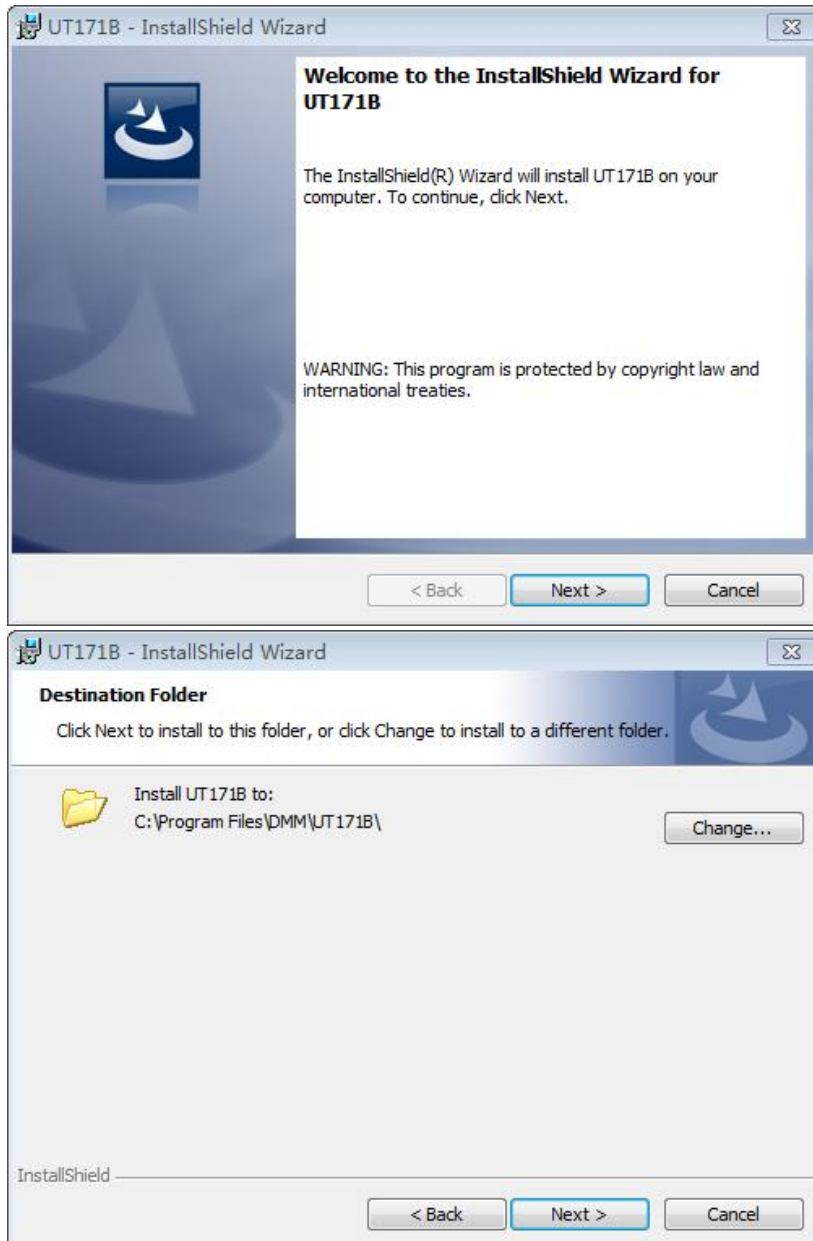 UT171B - InstallShield Wizard
Welcome to the InstallShield Wizard for
UT171B
The InstallShield(R) Wizard will install UT171B on your
computer. To continue, click Next.
WARNING: This program is protected by copyright law and
international treaties.
< Back Next > Cancel
UT171B - InstallShield Wizard
Destination Folder
Click Next to install to this folder, or click Change to install to a different folder.
Install UT171B to:
C:\Program Files\DMM\UT171B\
Change...
InstallShield
< Back Next > Cancel